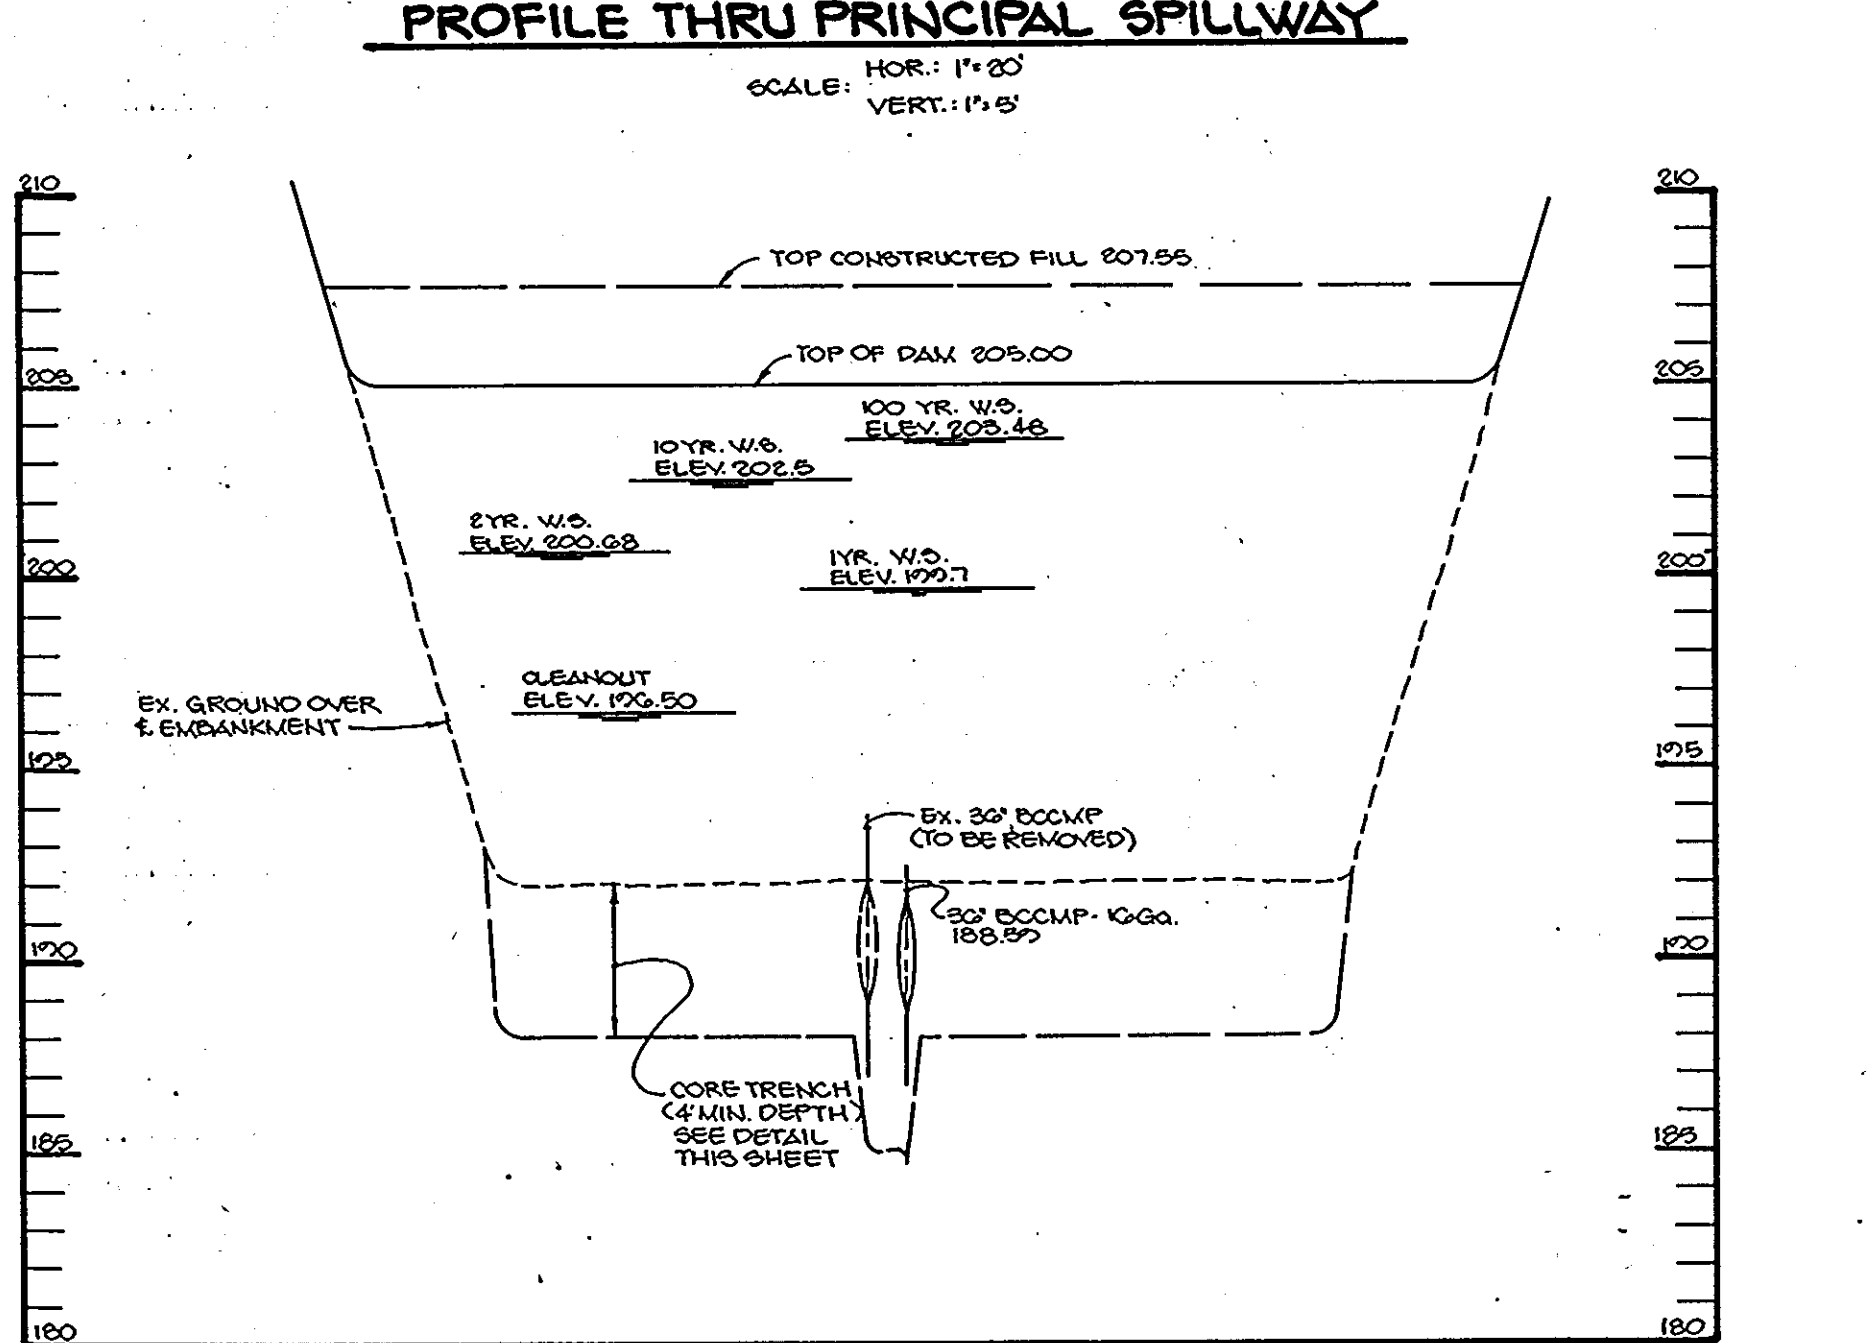 PROFILE THRU PRINCIPAL SPILLWAY
SCALE:
HOR.: 1"=20'
VERT.: 1"=5'
210
210
TOP CONSTRUCTED FILL 207.55
TOP OF DAM 205.00
205
205
100 YR. W.S.
ELEV. 203.48
10 YR. W.S.
ELEV. 202.5
2YR. W.S.
ELEV. 200.68
1YR. W.S.
ELEV. 199.7
200
200
CLEANOUT
ELEV. 196.50
EX. GROUND OVER
℄ EMBANKMENT
195
195
EX. 36" BCCMP
(TO BE REMOVED)
36" BCCMP - 16Ga.
188.59
190
190
CORE TRENCH
(4' MIN. DEPTH)
SEE DETAIL
THIS SHEET
185
185
180
180